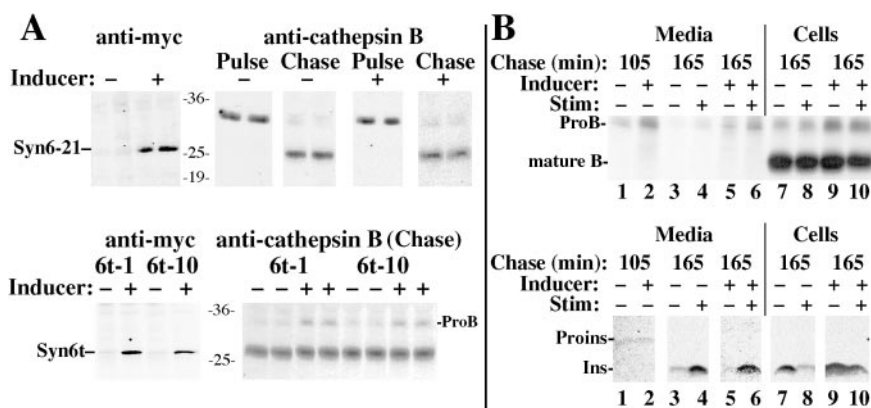 A
anti-myc anti-cathepsin B
Pulse Chase Pulse Chase
Inducer: – + – – + +
-36-
Syn6-21 –
-25-
-19-
anti-myc anti-cathepsin B (Chase)
6t-1 6t-10 6t-1 6t-10
Inducer: – + – + – – + + – – + +
-36-
-ProB
Syn6t–
-25-
B
Media Cells
Chase (min): 105 165 165 165 165
Inducer: – + – – + + – – + +
Stim: – + – + – + – +
ProB-
mature B-
1 2 3 4 5 6 7 8 9 10
Media Cells
Chase (min): 105 165 165 165 165
Inducer: – + – – + + – – + +
Stim: – + – + – + – +
Proins-
Ins-
1 2 3 4 5 6 7 8 9 10